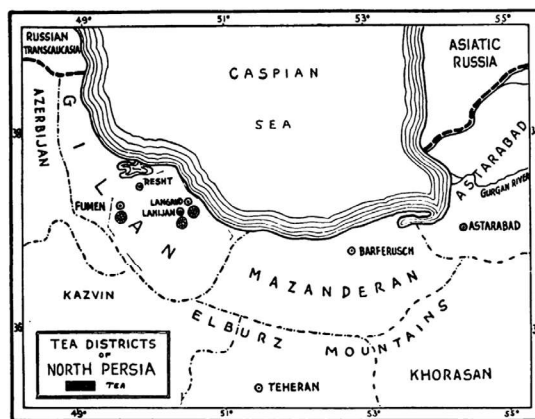 49° 51° 53° 55°
RUSSIAN
TRANSCAUCASIA
ASIATIC
RUSSIA
CASPIAN
SEA
AZERBIJAN
GILAN
ASTARABAD
GURGAN RIVER
RESHT
FUMEN
LANGRUD
LAHIJAN
ASTARABAD
BARFERUSCH
MAZANDERAN
KAZVIN
ELBURZ MOUNTAINS
TEA DISTRICTS
OF
NORTH PERSIA
TEA
TEHERAN
KHORASAN
49° 51° 53° 55°